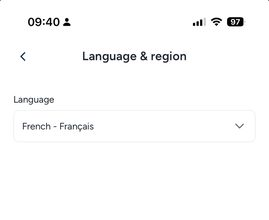 09:40
97
Language & region
Language
French - Français